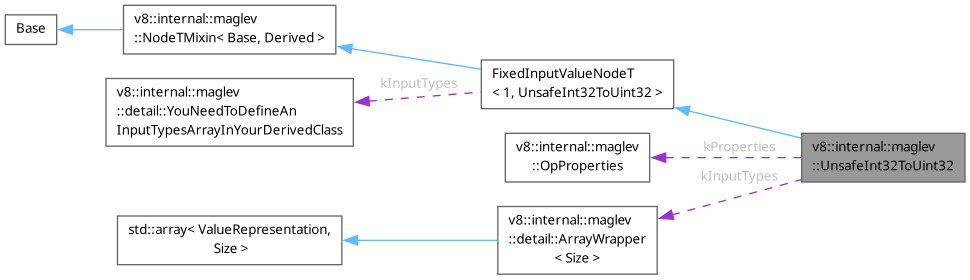 Base
v8::internal::maglev
::NodeTMixin< Base, Derived >
v8::internal::maglev
::detail::YouNeedToDefineAn
InputTypesArrayInYourDerivedClass
kInputTypes
FixedInputValueNodeT
< 1, UnsafeInt32ToUint32 >
v8::internal::maglev
::OpProperties
kProperties
kInputTypes
v8::internal::maglev
::UnsafeInt32ToUint32
std::array< ValueRepresentation,
Size >
v8::internal::maglev
::detail::ArrayWrapper
< Size >